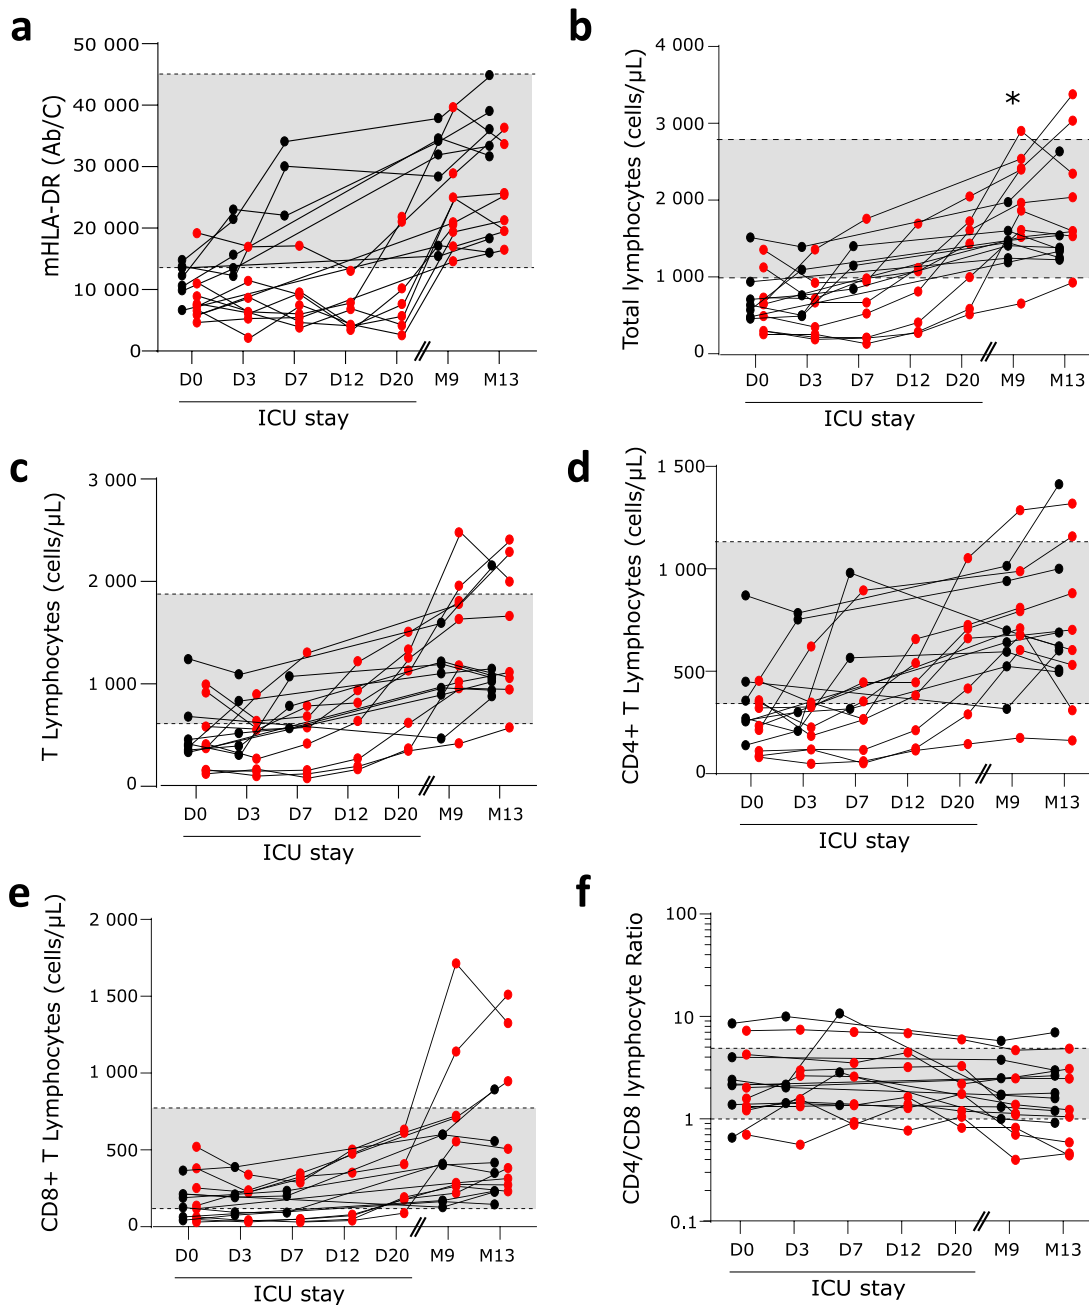 a
mHLA-DR (Ab/C)
50 000
40 000
30 000
20 000
10 000
0
D0 D3 D7 D12 D20 M9 M13
ICU stay
b
Total lymphocytes (cells/µL)
4 000
3 000
2 000
1 000
0
*
D0 D3 D7 D12 D20 M9 M13
ICU stay
c
T Lymphocytes (cells/µL)
3 000
2 000
1 000
0
D0 D3 D7 D12 D20 M9 M13
ICU stay
d
CD4+ T Lymphocytes (cells/µL)
1 500
1 000
500
0
D0 D3 D7 D12 D20 M9 M13
ICU stay
e
CD8+ T Lymphocytes (cells/µL)
2 000
1 500
1 000
500
0
D0 D3 D7 D12 D20 M9 M13
ICU stay
f
CD4/CD8 lymphocyte Ratio
100
10
1
0.1
D0 D3 D7 D12 D20 M9 M13
ICU stay